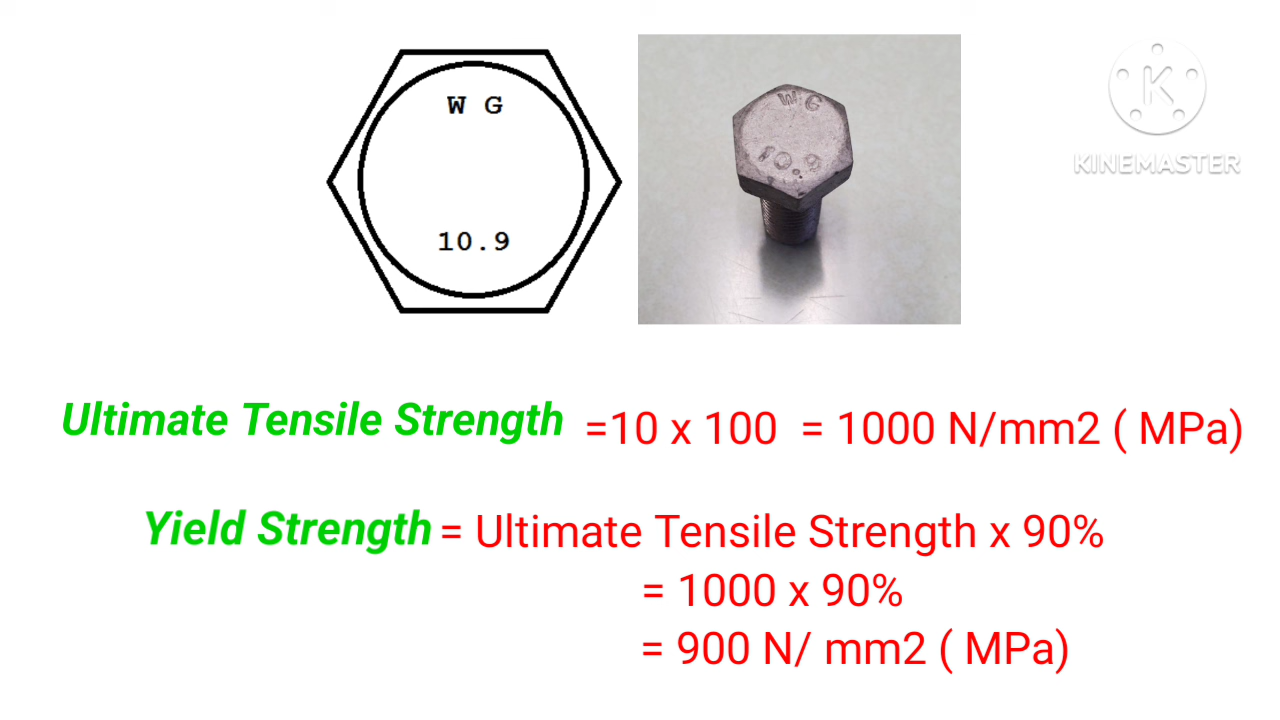 W G
10.9
W G
10.9
K
KINEMASTER
Ultimate Tensile Strength =10 x 100 = 1000 N/mm2 ( MPa)
Yield Strength = Ultimate Tensile Strength x 90%
= 1000 x 90%
= 900 N/ mm2 ( MPa)